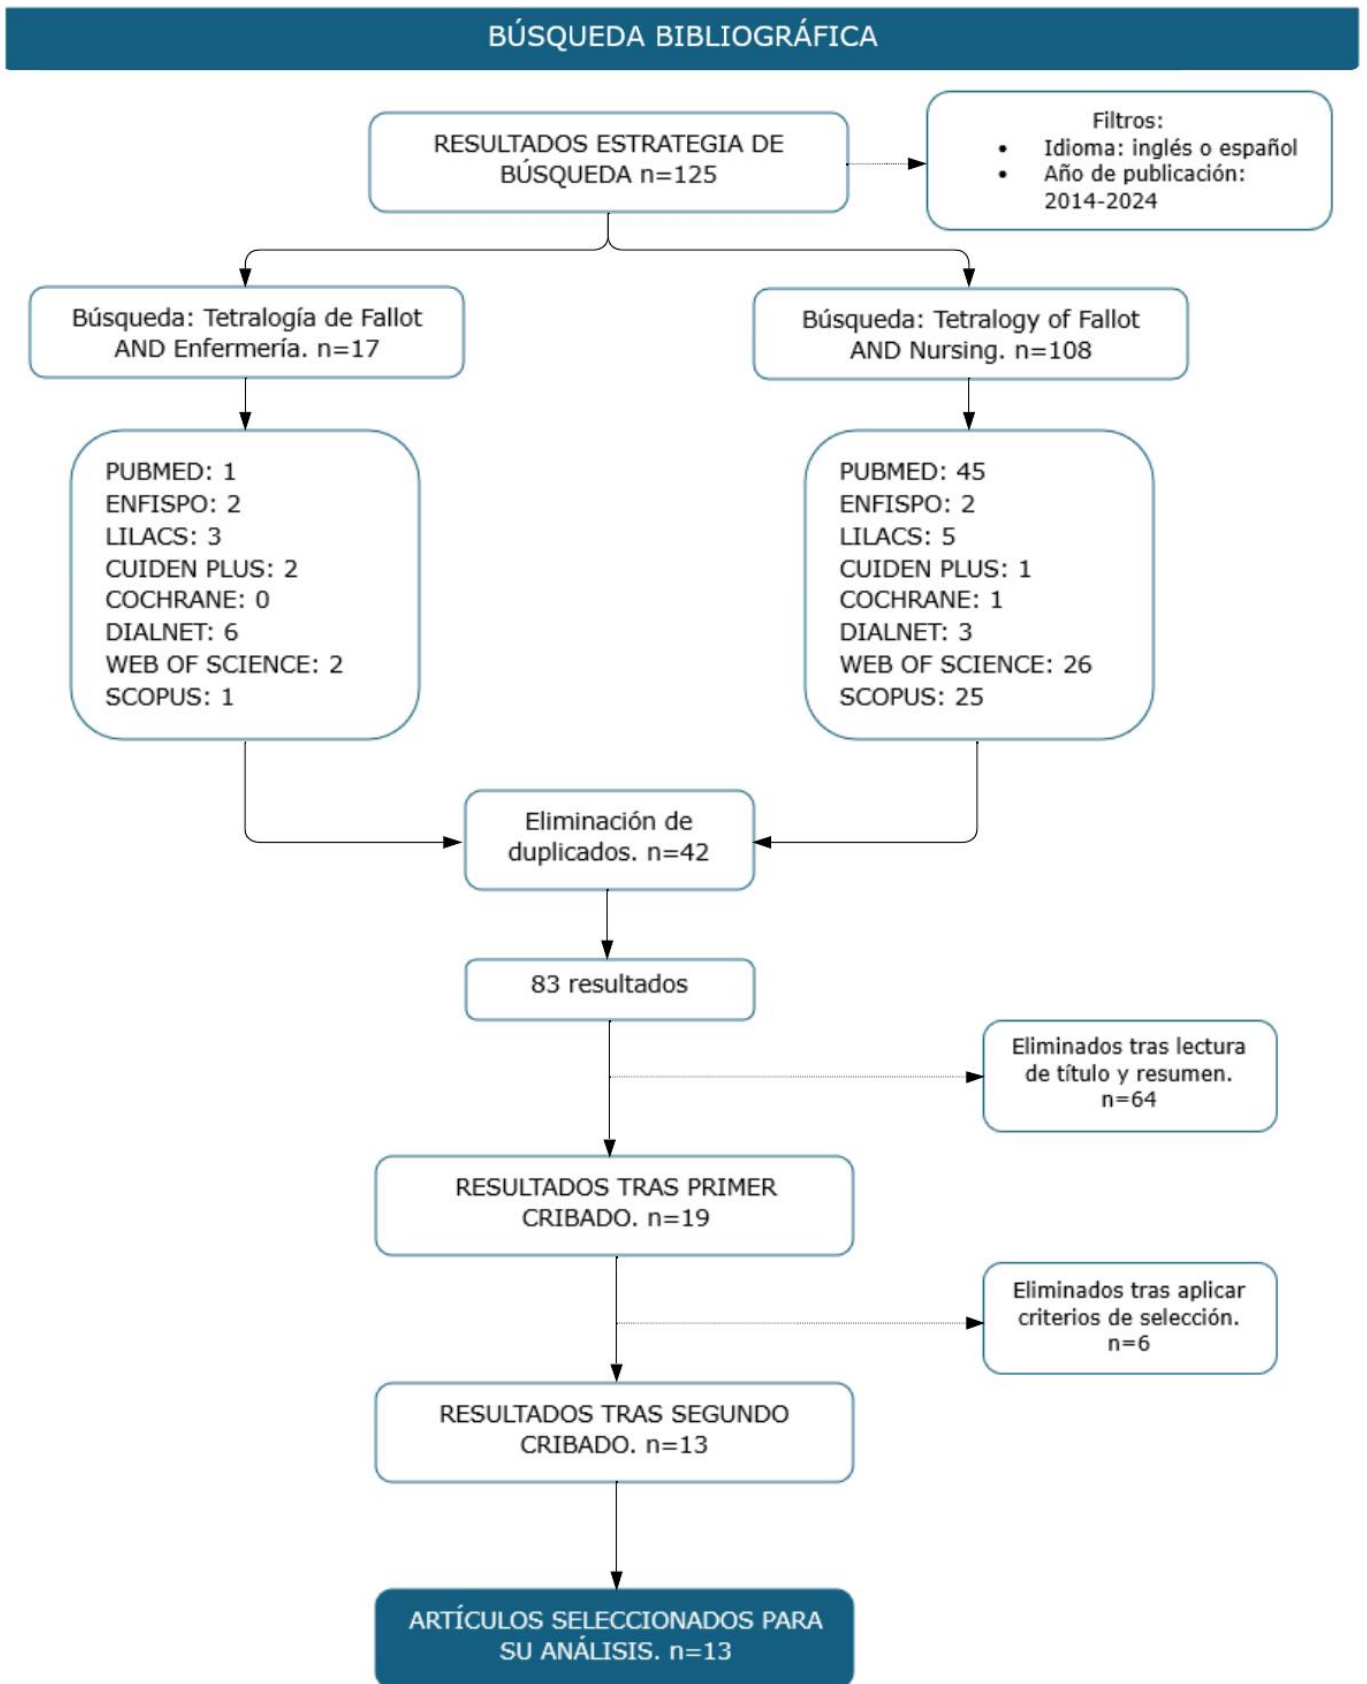 BÚSQUEDA BIBLIOGRÁFICA
RESULTADOS ESTRATEGIA DE
BÚSQUEDA n=125
Filtros:
• Idioma: inglés o español
• Año de publicación:
2014-2024
Búsqueda: Tetralogía de Fallot
AND Enfermería. n=17
Búsqueda: Tetralogy of Fallot
AND Nursing. n=108
PUBMED: 1
ENFISPO: 2
LILACS: 3
CUIDEN PLUS: 2
COCHRANE: 0
DIALNET: 6
WEB OF SCIENCE: 2
SCOPUS: 1
PUBMED: 45
ENFISPO: 2
LILACS: 5
CUIDEN PLUS: 1
COCHRANE: 1
DIALNET: 3
WEB OF SCIENCE: 26
SCOPUS: 25
Eliminación de
duplicados. n=42
83 resultados
Eliminados tras lectura
de título y resumen.
n=64
RESULTADOS TRAS PRIMER
CRIBADO. n=19
Eliminados tras aplicar
criterios de selección.
n=6
RESULTADOS TRAS SEGUNDO
CRIBADO. n=13
ARTÍCULOS SELECCIONADOS PARA
SU ANÁLISIS. n=13